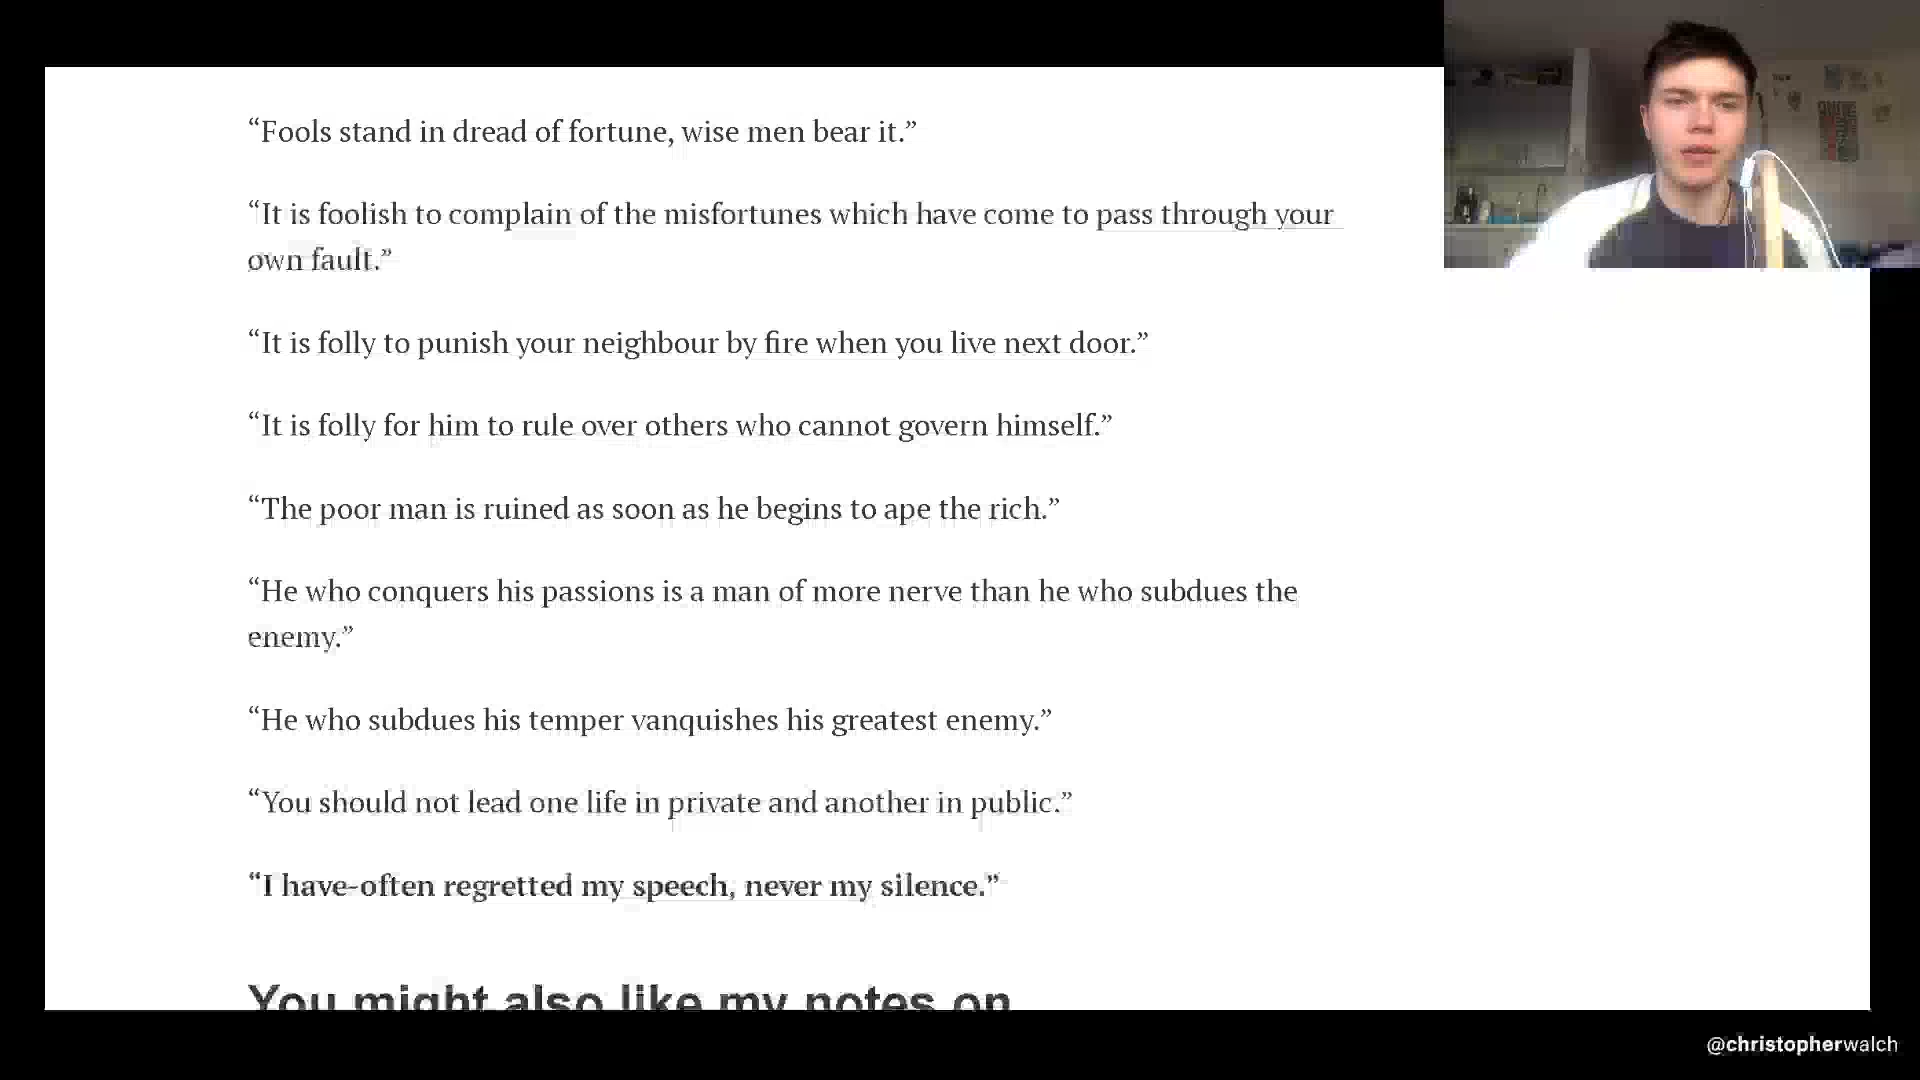 “Fools stand in dread of fortune, wise men bear it.”
“It is foolish to complain of the misfortunes which have come to pass through your
own fault.”
“It is folly to punish your neighbour by fire when you live next door.”
“It is folly for him to rule over others who cannot govern himself.”
“The poor man is ruined as soon as he begins to ape the rich.”
“He who conquers his passions is a man of more nerve than he who subdues the
enemy.”
“He who subdues his temper vanquishes his greatest enemy.”
“You should not lead one life in private and another in public.”
“I have-often regretted my speech, never my silence.”
You might also like my notes on
@christopherwalch